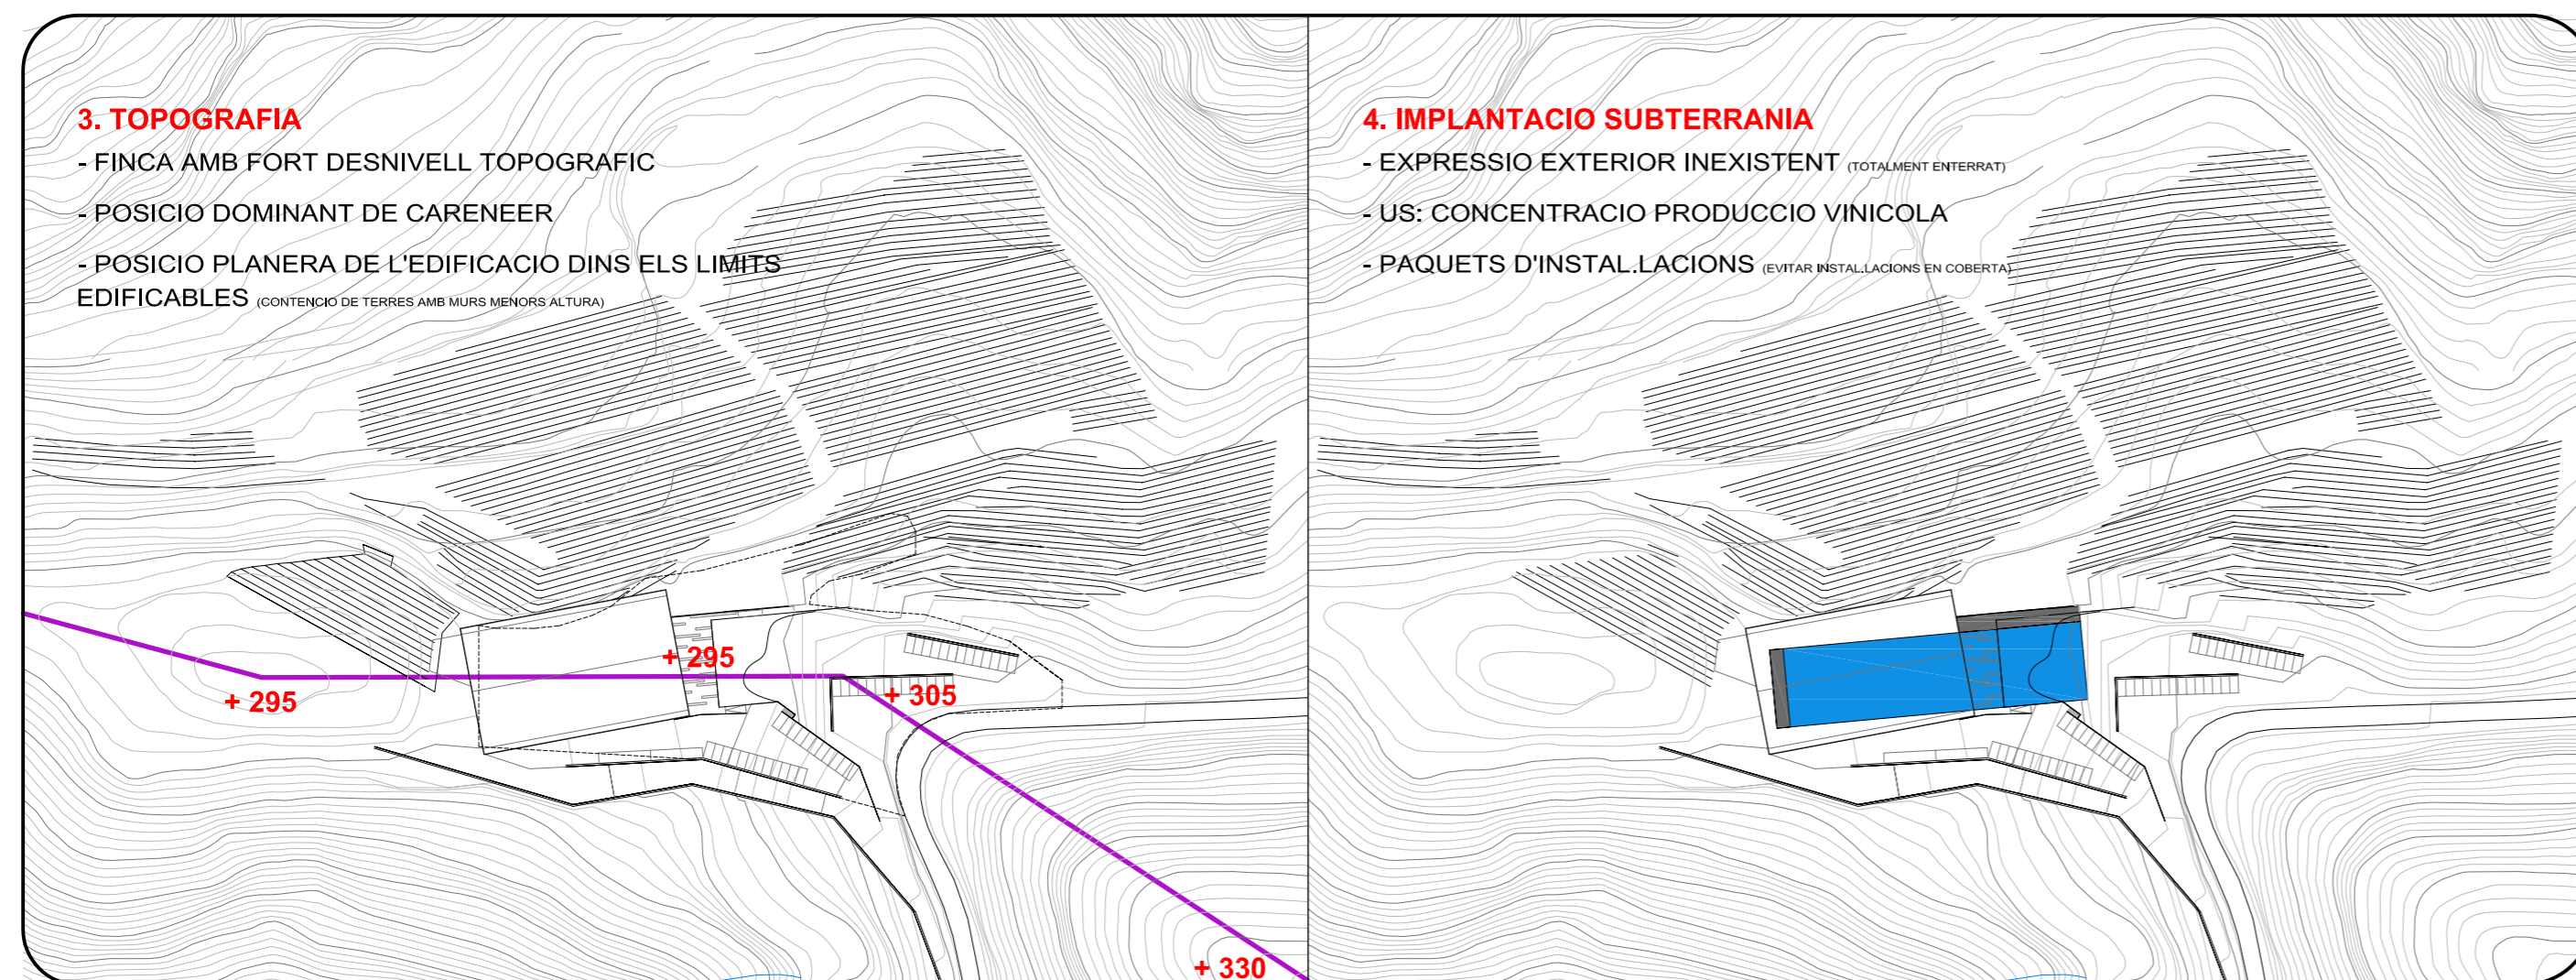 3. TOPOGRAFIA
- FINCA AMB FORT DESNIVELL TOPOGRAFIC
- POSICIO DOMINANT DE CARENEER
- POSICIO PLANERA DE L'EDIFICACIO DINS ELS LIMITS
EDIFICABLES (CONTENCIO DE TERRES AMB MURS MENORS ALTURA)
+ 295
+ 295
+ 305
+ 330
4. IMPLANTACIO SUBTERRANIA
- EXPRESSIO EXTERIOR INEXISTENT (TOTALMENT ENTERRAT)
- US: CONCENTRACIO PRODUCCIO VINICOLA
- PAQUETS D'INSTAL.LACIONS (EVITAR INSTAL.LACIONS EN COBERTA)